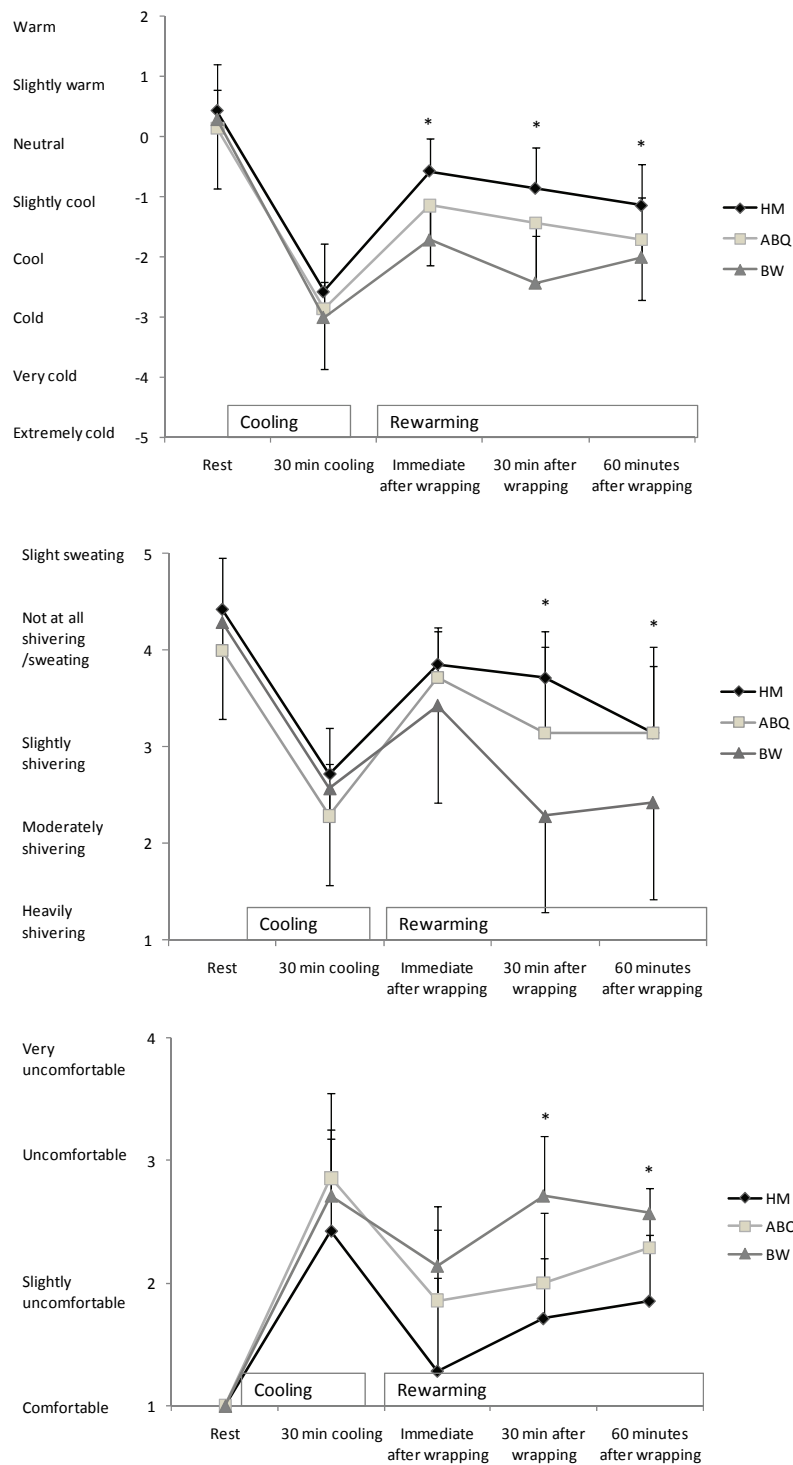 Warm
Slightly warm
Neutral
Slightly cool
Cool
Cold
Very cold
Extremely cold
2
1
0
-1
-2
-3
-4
-5
*
*
*
Cooling
Rewarming
Rest
30 min cooling
Immediate
after wrapping
30 min after
wrapping
60 minutes
after wrapping
HM
ABQ
BW
Slight sweating
Not at all
shivering
/sweating
Slightly
shivering
Moderately
shivering
Heavily
shivering
5
4
3
2
1
*
*
Cooling
Rewarming
Rest
30 min cooling
Immediate
after wrapping
30 min after
wrapping
60 minutes
after wrapping
HM
ABQ
BW
Very
uncomfortable
Uncomfortable
Slightly
uncomfortable
Comfortable
4
3
2
1
*
*
Cooling
Rewarming
Rest
30 min cooling
Immediate
after wrapping
30 min after
wrapping
60 minutes
after wrapping
HM
ABQ
BW